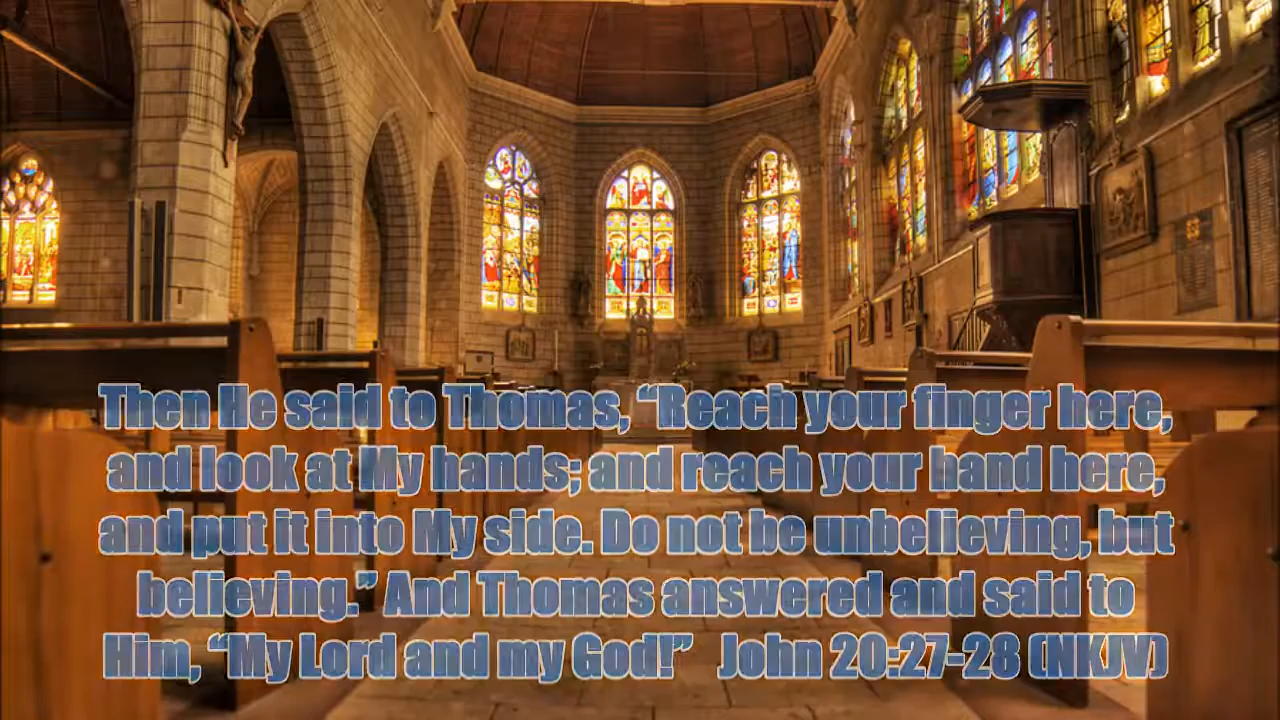 Then He said to Thomas, “Reach your finger here,
and look at My hands; and reach your hand here,
and put it into My side. Do not be unbelieving, but
believing.” And Thomas answered and said to
Him, “My Lord and my God!” John 20:27-28 (NKJV)